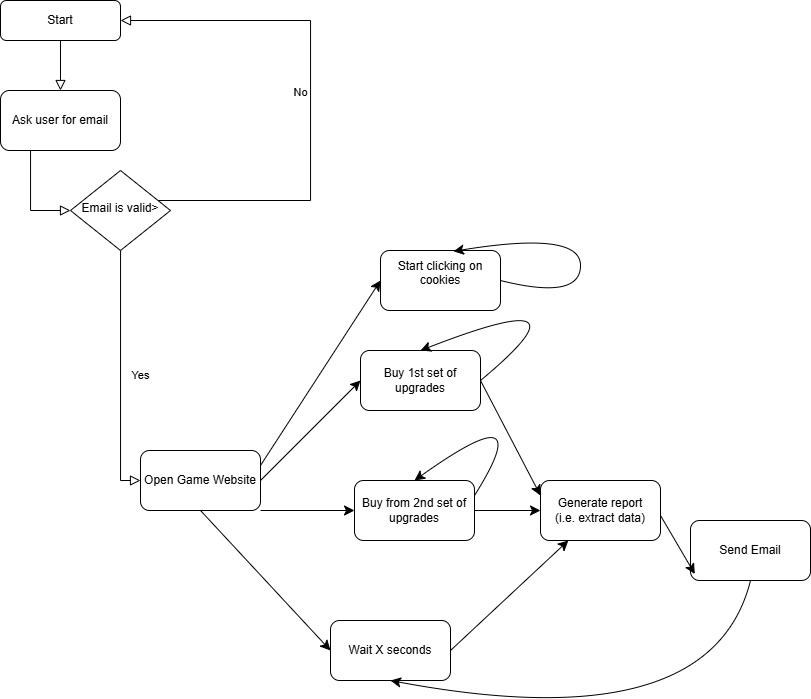 Start
No
Ask user for email
Email is valid>
Start clicking on
cookies
Yes
Buy 1st set of
upgrades
Open Game Website
Buy from 2nd set of
upgrades
Generate report
(i.e. extract data)
Send Email
Wait X seconds